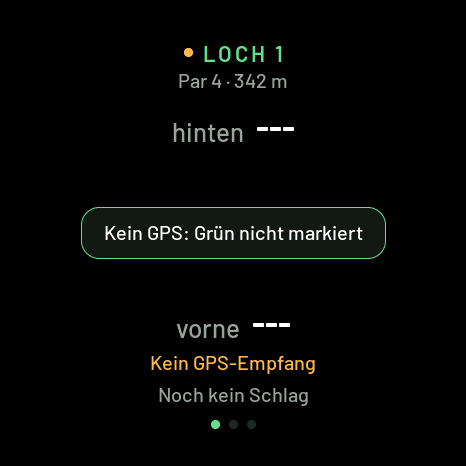 LOCH 1
Par 4 · 342 m
hinten ---
Kein GPS: Grün nicht markiert
vorne ---
Kein GPS-Empfang
Noch kein Schlag